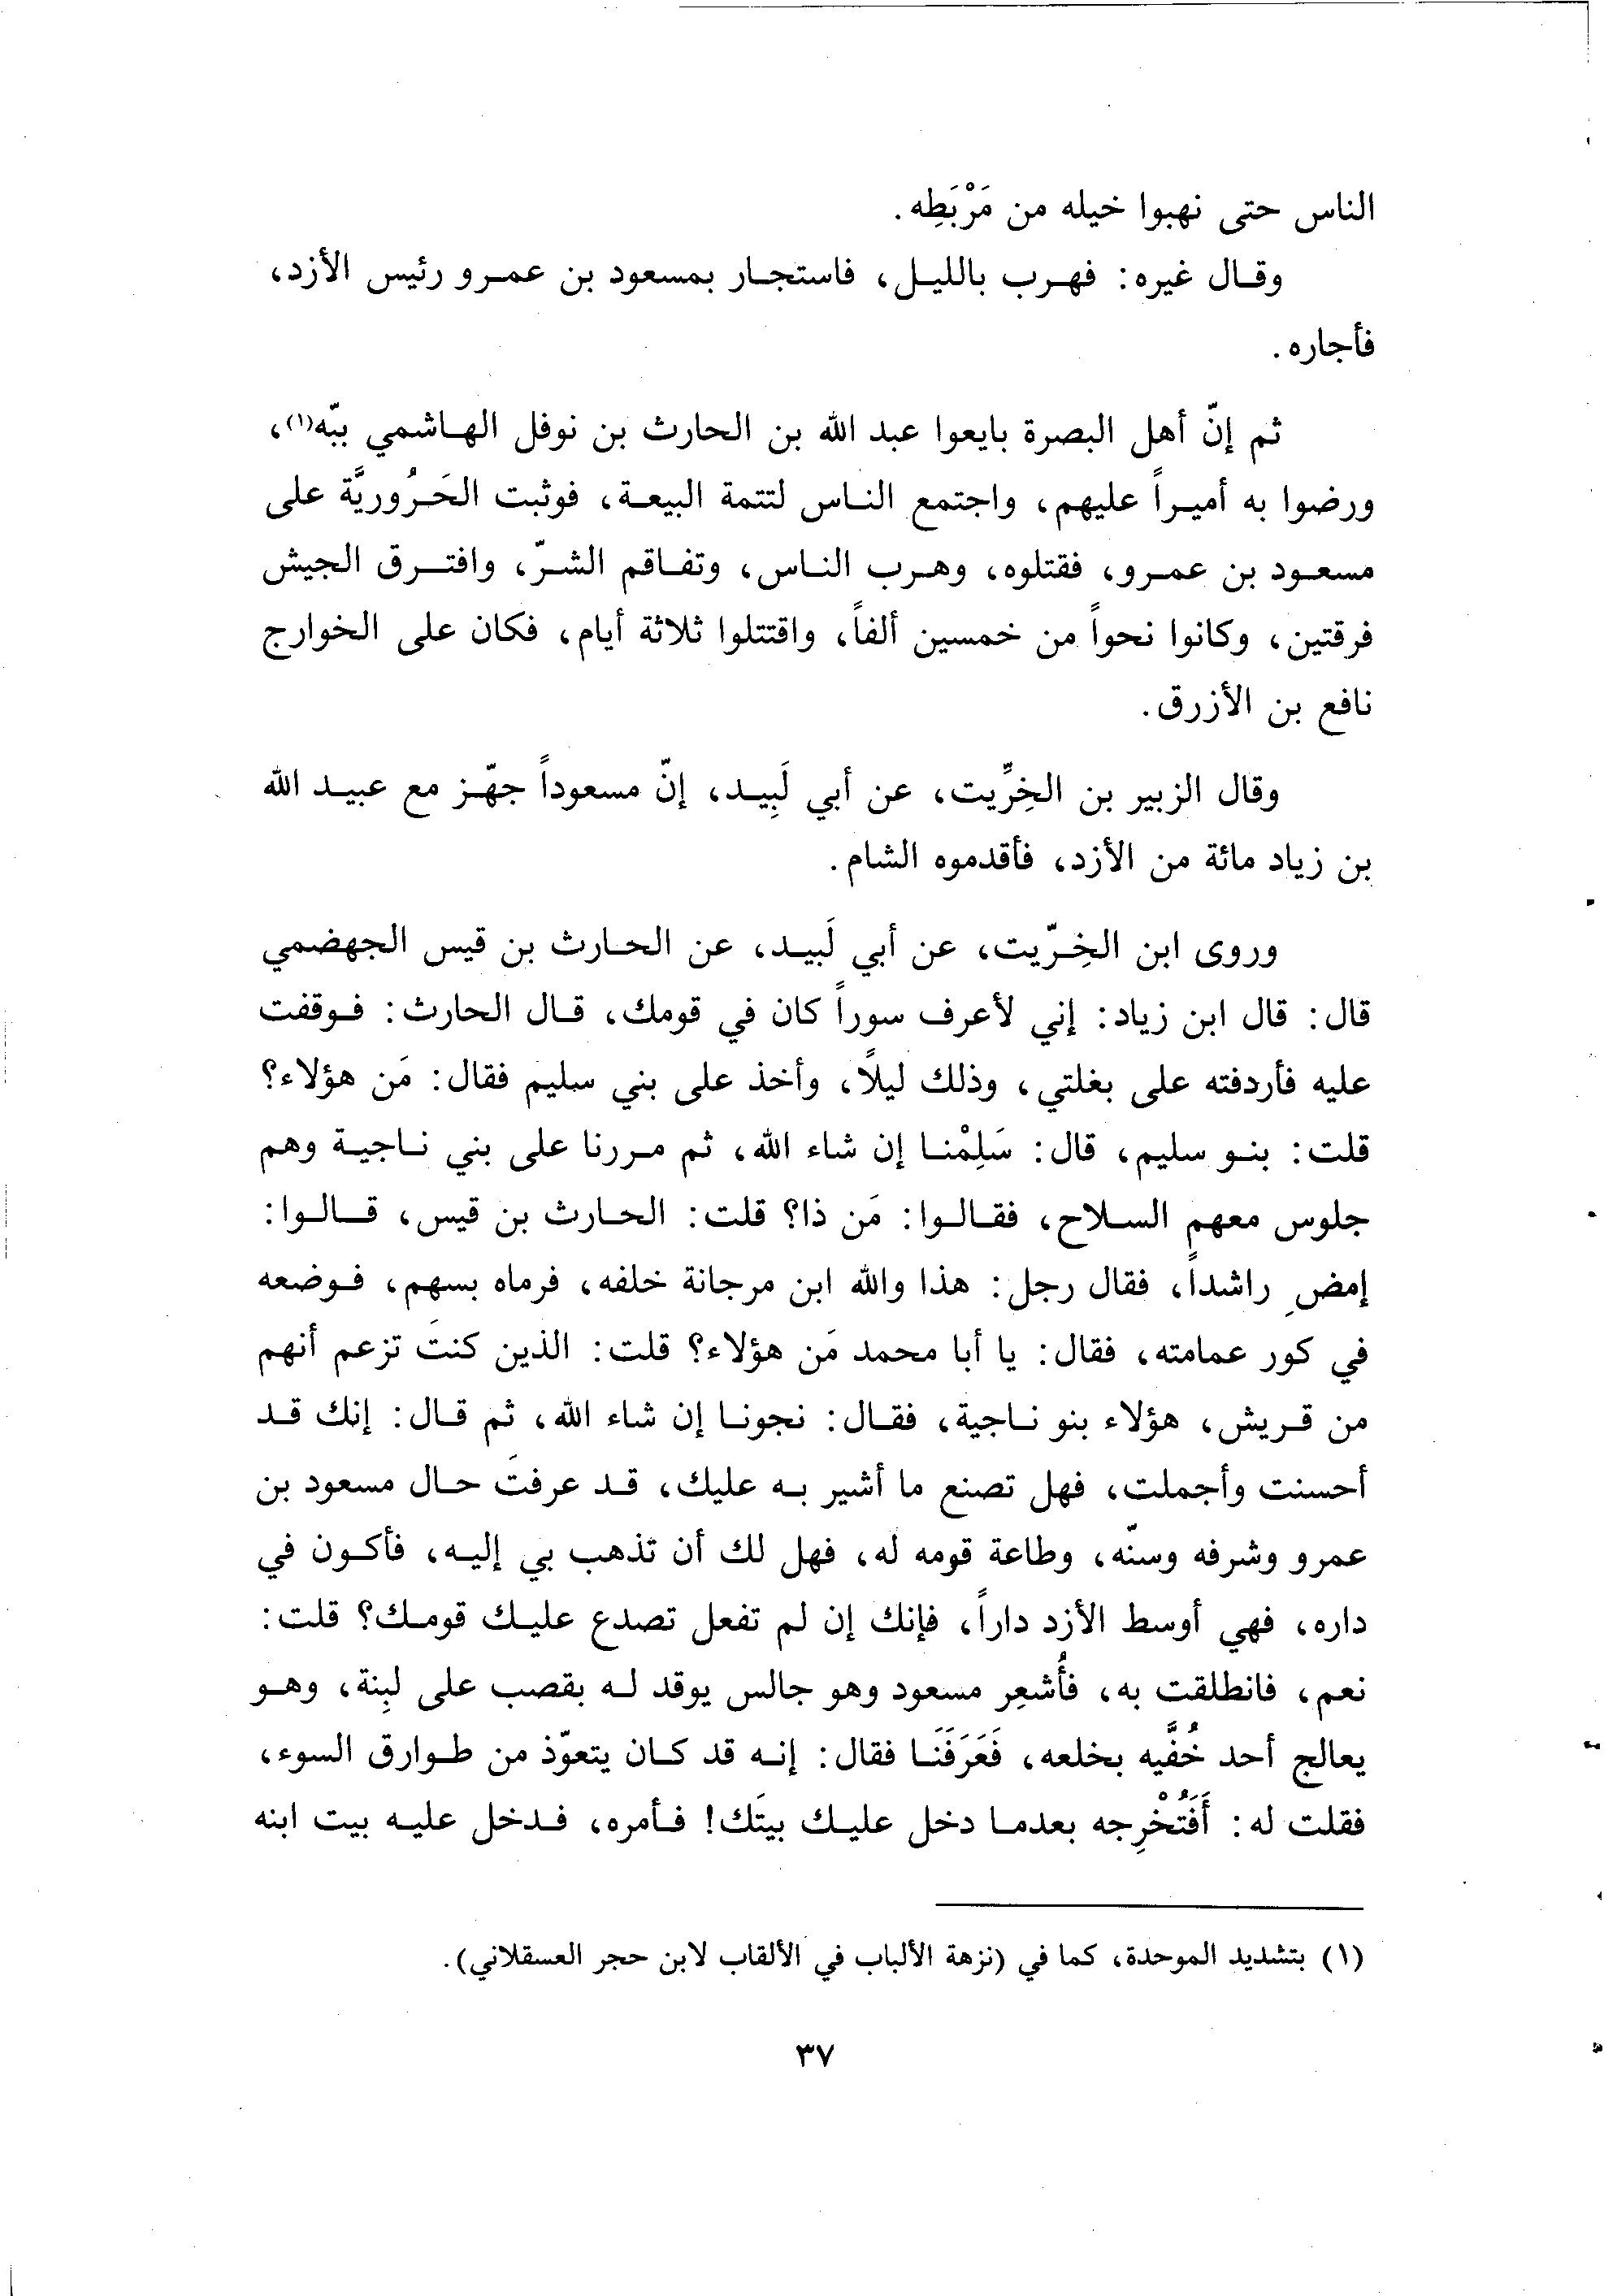 الناس حتى نهبوا خيله من مَرْبَطِه.
وقال غيره: فهرب بالليل، فاستجار بمسعود بن عمرو رئيس الأزد،
فأجاره.
ثم إنّ أهل البصرة بايعوا عبد الله بن الحارث بن نوفل الهاشمي ببّه(١)،
ورضوا به أميراً عليهم، واجتمع الناس لتتمة البيعة، فوثبت الحَرُوريَّة على
مسعود بن عمرو، فقتلوه، وهرب الناس، وتفاقم الشرّ، وافترق الجيش
فرقتين، وكانوا نحواً من خمسين ألفاً، واقتتلوا ثلاثة أيام، فكان على الخوارج
نافع بن الأزرق.
وقال الزبير بن الخِرِّيت، عن أبي لَبِيد، إنّ مسعوداً جهّز مع عبيد الله
بن زياد مائة من الأزد، فأقدموه الشام.
وروى ابن الخِرّيت، عن أبي لَبيد، عن الحارث بن قيس الجهضمي
قال: قال ابن زياد: إني لأعرف سوراً كان في قومك، قال الحارث: فوقفت
عليه فأردفته على بغلتي، وذلك ليلاً، وأخذ على بني سليم فقال: مَن هؤلاء؟
قلت: بنو سليم، قال: سَلِمْنا إن شاء الله، ثم مررنا على بني ناجية وهم
جلوس معهم السلاح، فقالوا: مَن ذا؟ قلت: الحارث بن قيس، قالوا:
إمضِ راشداً، فقال رجل: هذا والله ابن مرجانة خلفه، فرماه بسهم، فوضعه
في كور عمامته، فقال: يا أبا محمد مَن هؤلاء؟ قلت: الذين كنتَ تزعم أنهم
من قريش، هؤلاء بنو ناجية، فقال: نجونا إن شاء الله، ثم قال: إنك قد
أحسنت وأجملت، فهل تصنع ما أشير به عليك، قد عرفتَ حال مسعود بن
عمرو وشرفه وسنّه، وطاعة قومه له، فهل لك أن تذهب بي إليه، فأكون في
داره، فهي أوسط الأزد داراً، فإنك إن لم تفعل تصدع عليك قومك؟ قلت:
نعم، فانطلقت به، فأُشعِر مسعود وهو جالس يوقد له بقصب على لبِنة، وهو
يعالج أحد خُفَّيه بخلعه، فَعَرَفَنَا فقال: إنه قد كان يتعوّذ من طوارق السوء،
فقلت له: أَفَتُخْرِجه بعدما دخل عليك بيتَك! فأمره، فدخل عليه بيت ابنه
(١) بتشديد الموحدة، كما في (نزهة الألباب في الألقاب لابن حجر العسقلاني).
٣٧